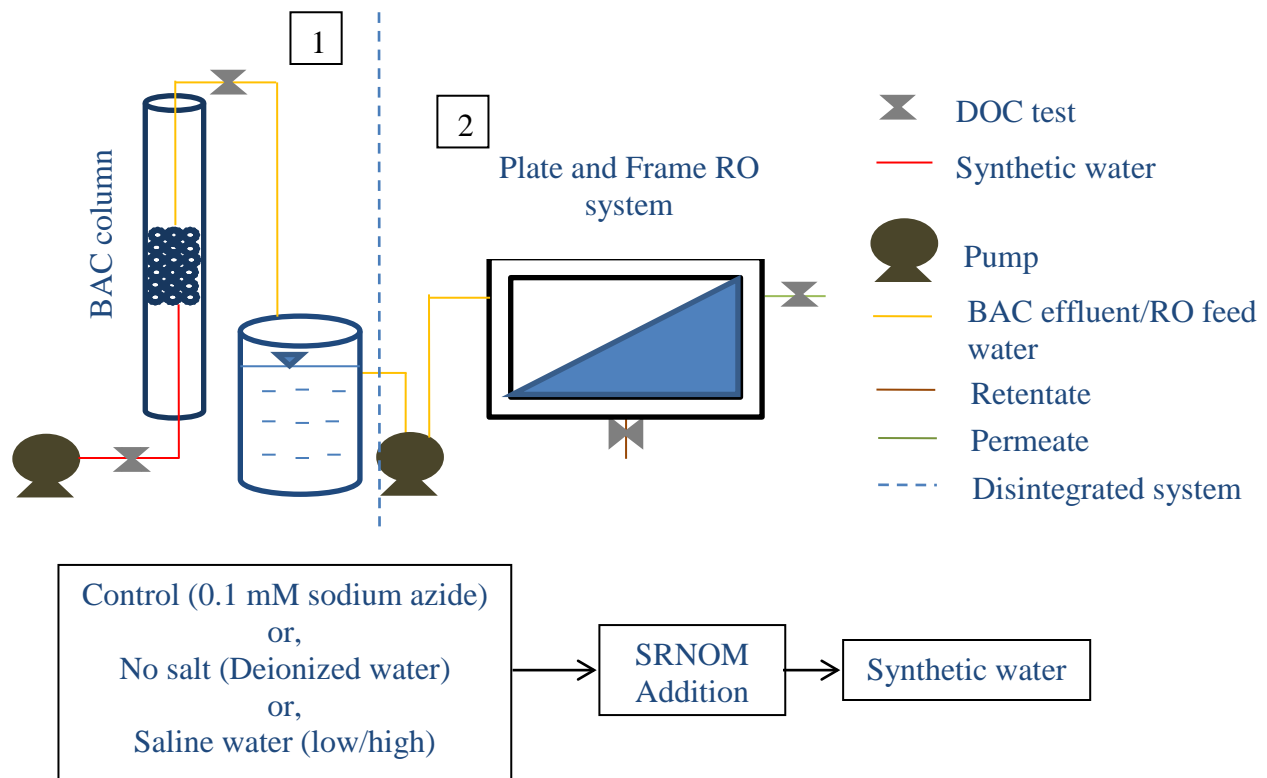 1
2
BAC column
Plate and Frame RO
system
DOC test
Synthetic water
Pump
BAC effluent/RO feed
water
Retentate
Permeate
Disintegrated system
Control (0.1 mM sodium azide)
or,
No salt (Deionized water)
or,
Saline water (low/high)
SRNOM
Addition
Synthetic water